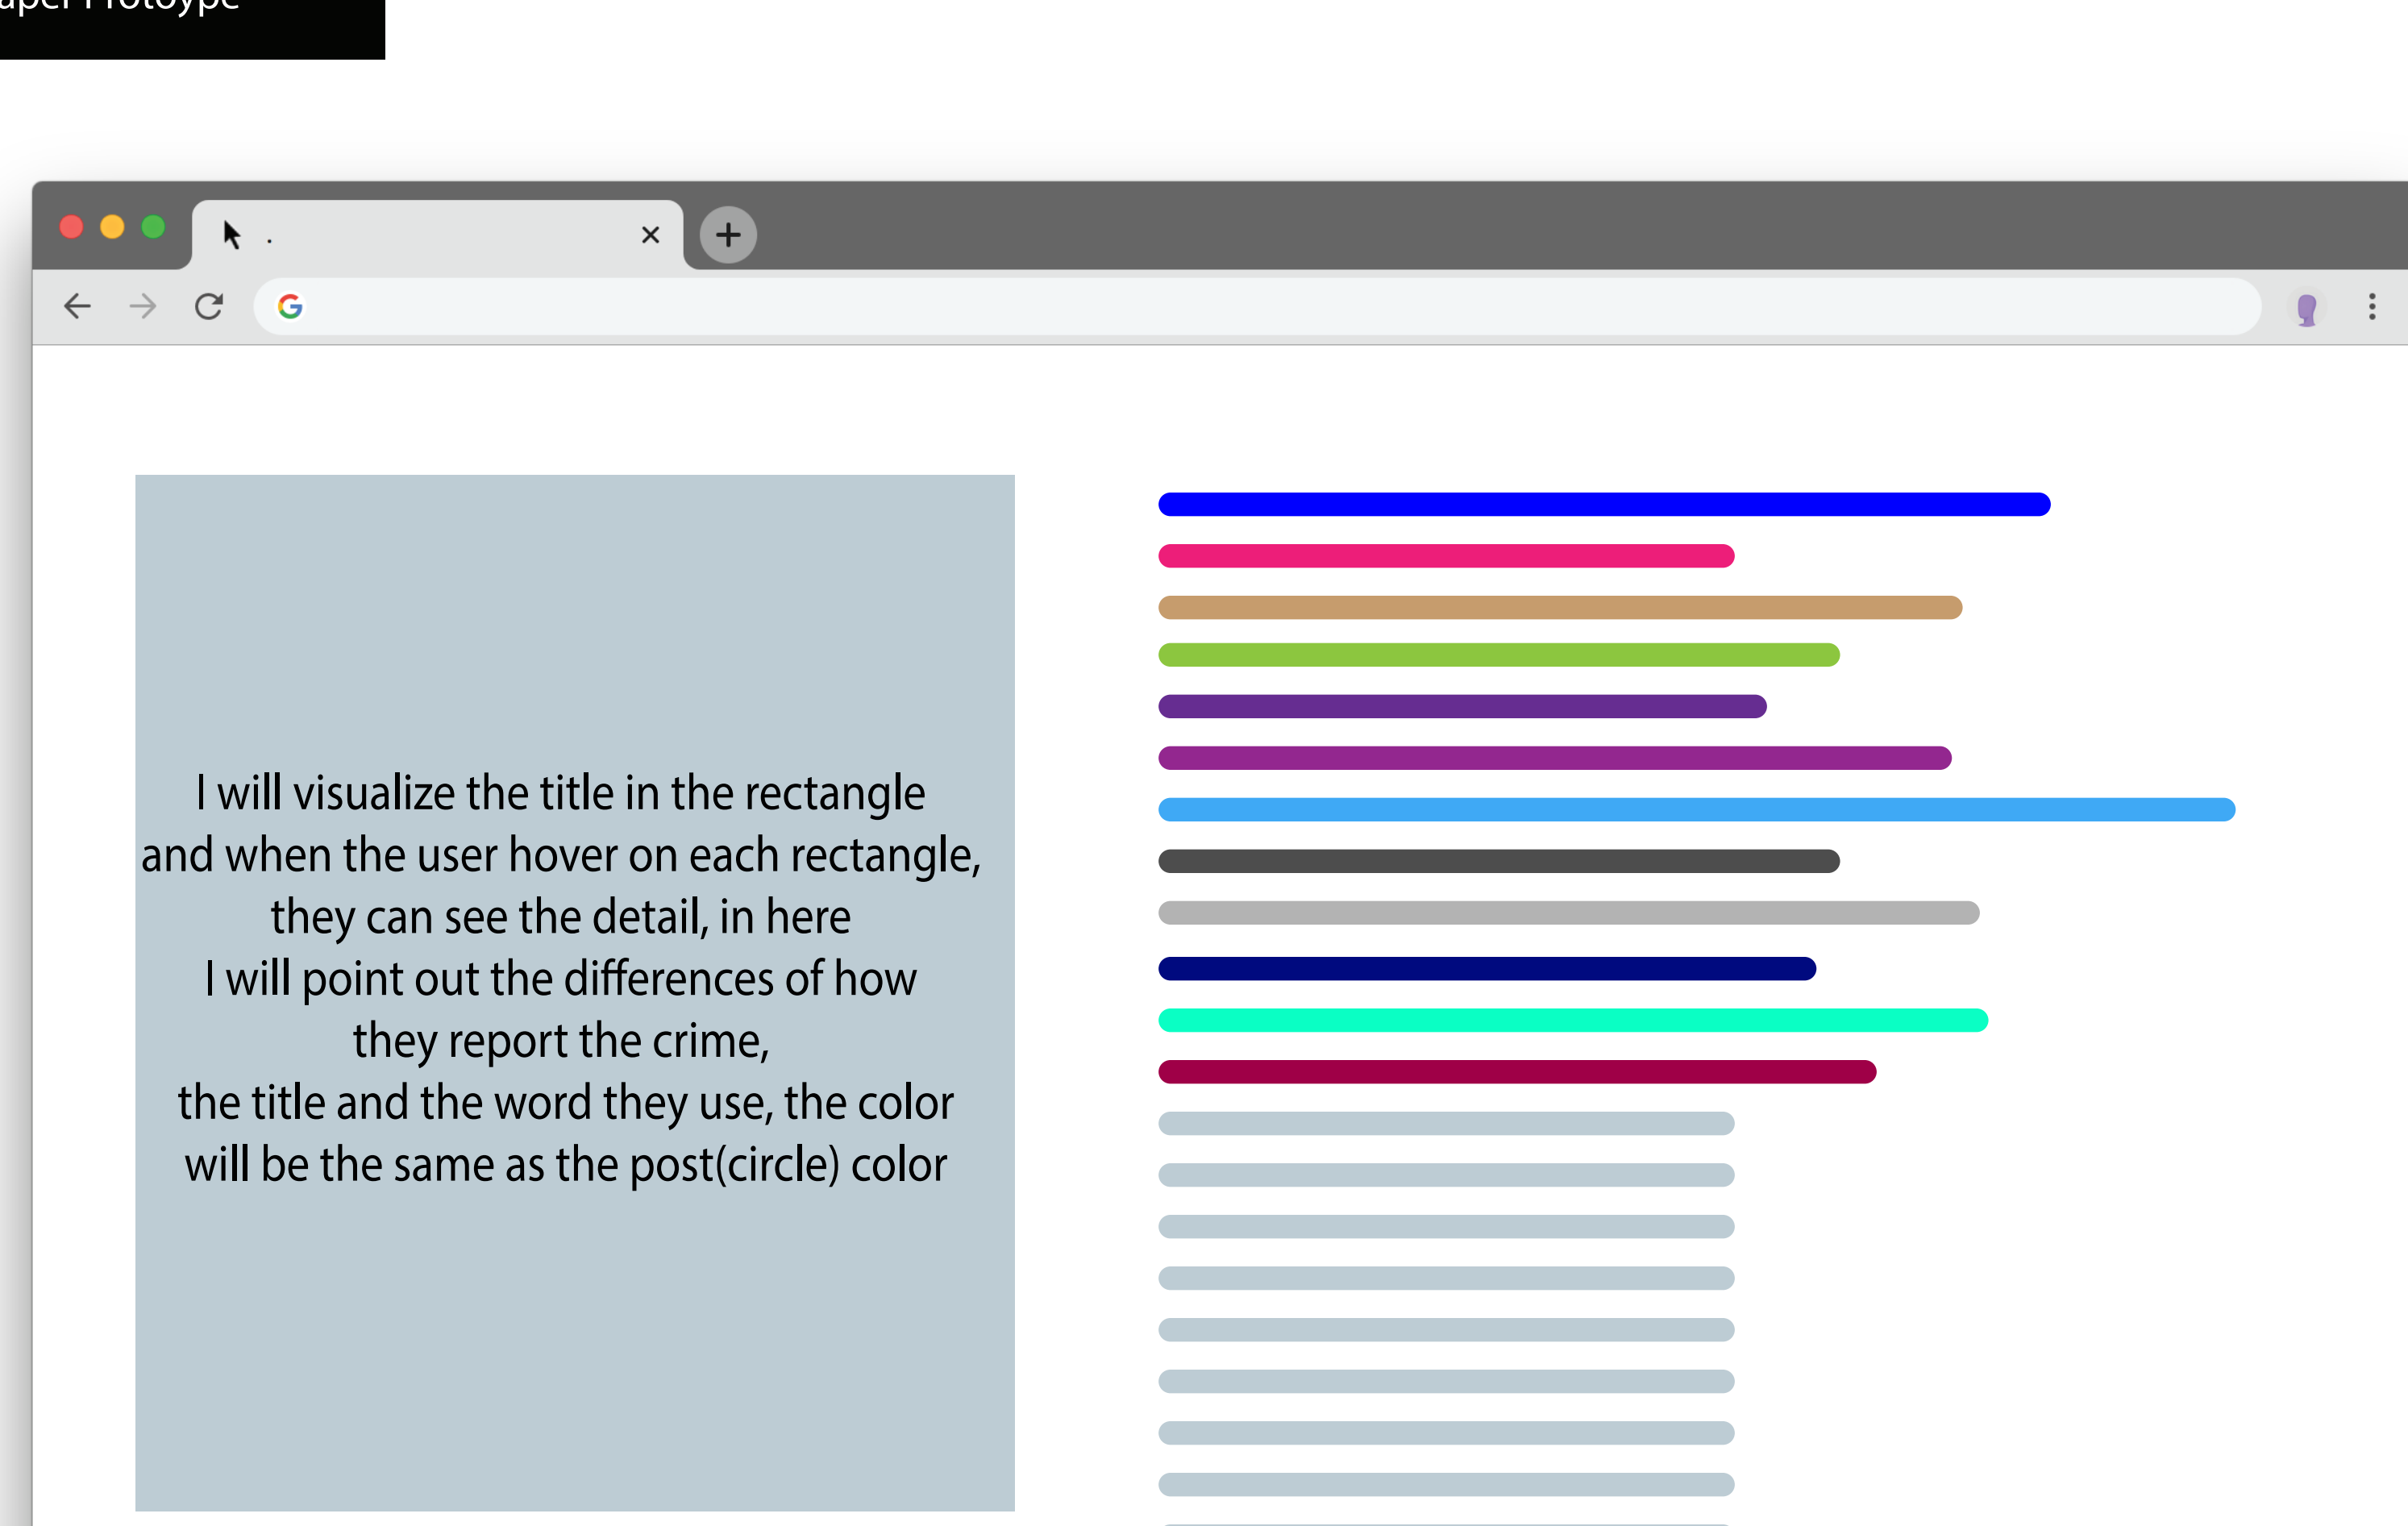 Prototype
I will visualize the title in the rectangle
and when the user hover on each rectangle,
they can see the detail, in here
I will point out the differences of how
they report the crime,
the title and the word they use, the color
will be the same as the post(circle) color